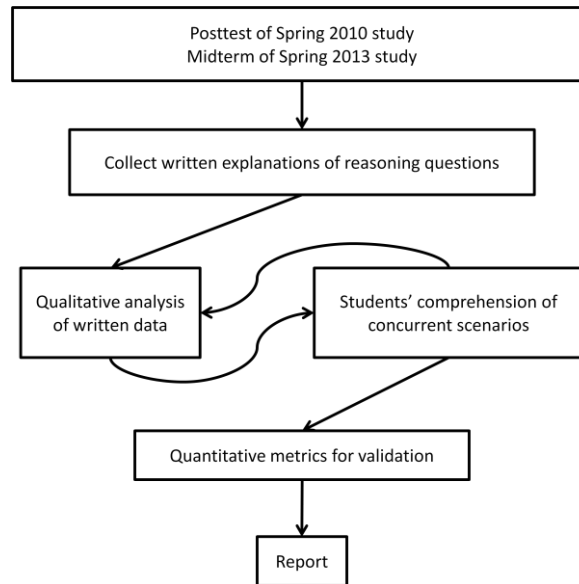 Posttest of Spring 2010 study
Midterm of Spring 2013 study
Collect written explanations of reasoning questions
Qualitative analysis
of written data
Students’ comprehension of
concurrent scenarios
Quantitative metrics for validation
Report